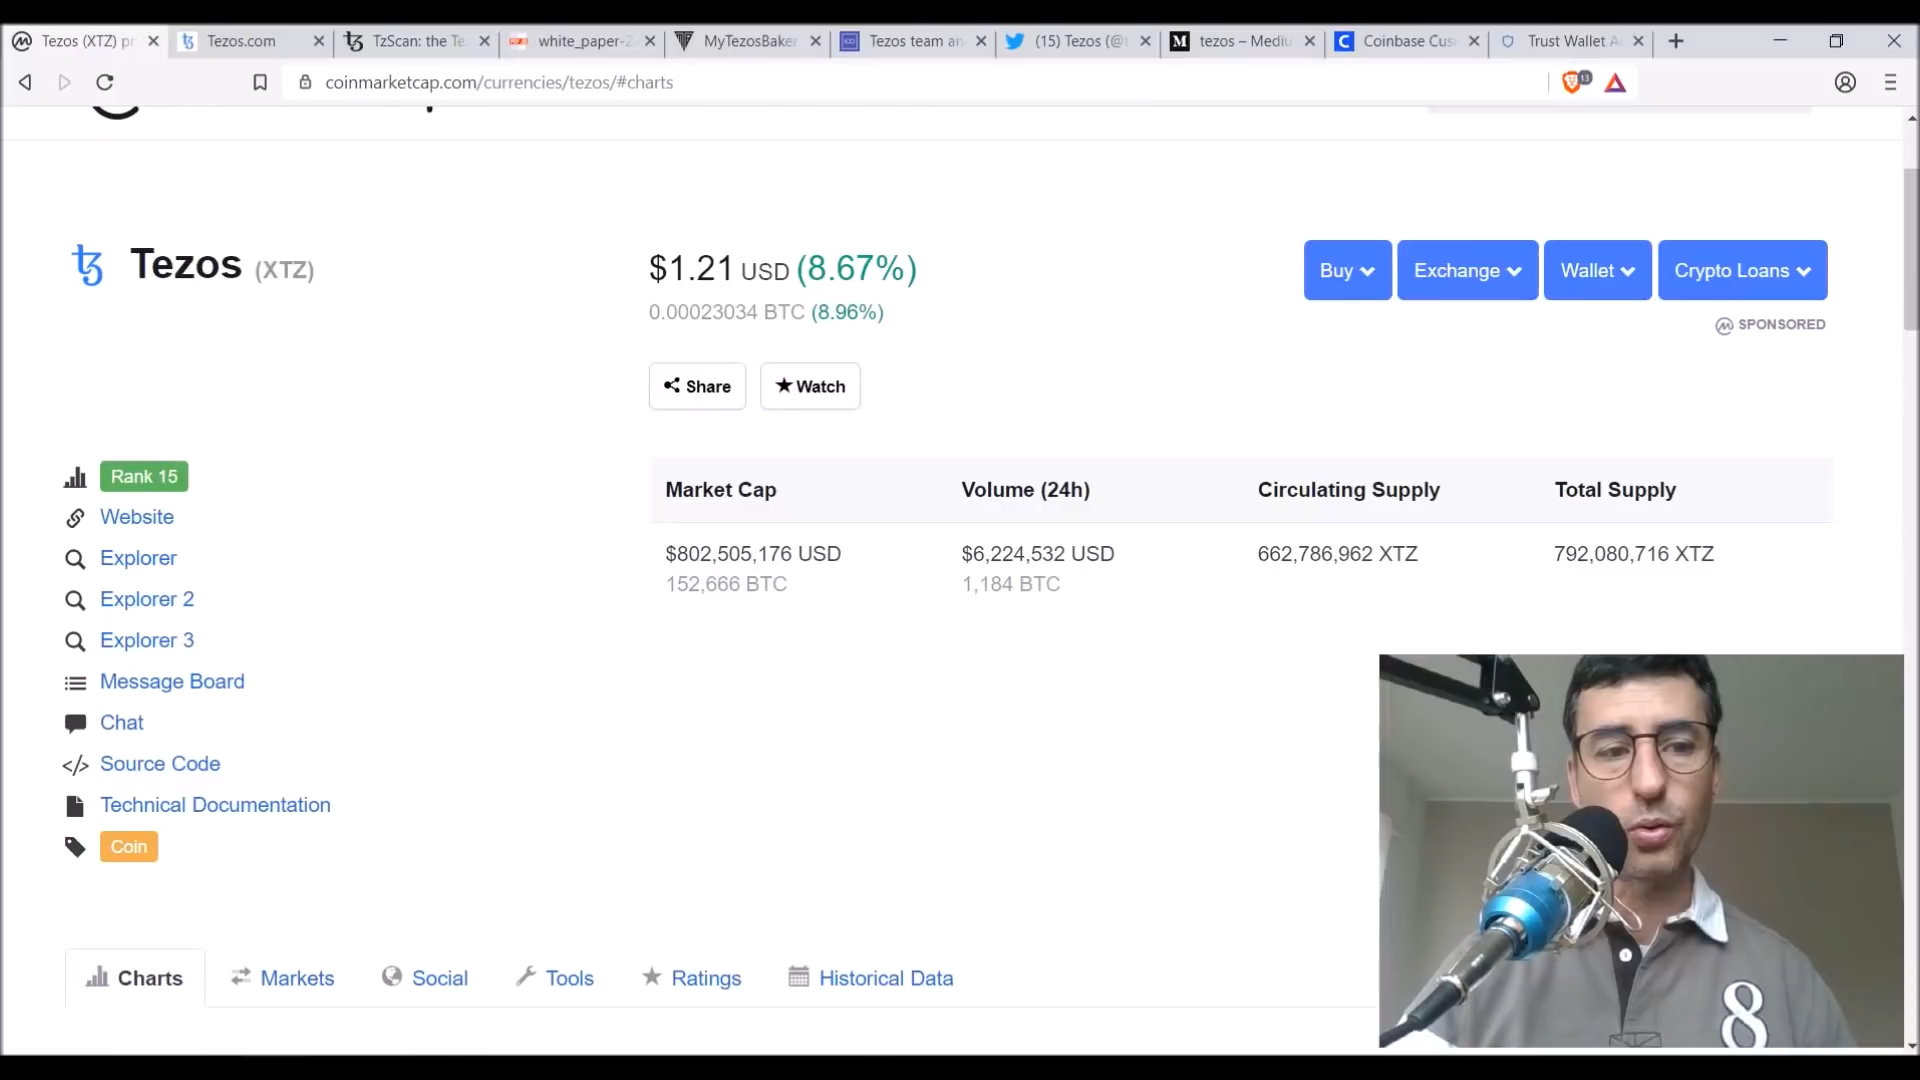 Tezos (XTZ) pr
Tezos.com
TzScan: the Te
white_paper-2
MyTezosBaker
Tezos team an
(15) Tezos (@t
tezos – Mediu
Coinbase Cus
Trust Wallet A
coinmarketcap.com/currencies/tezos/#charts
13
Tezos (XTZ)
$1.21 USD (8.67%)
0.00023034 BTC (8.96%)
Buy
Exchange
Wallet
Crypto Loans
SPONSORED
Share
Watch
Rank 15
Website
Explorer
Explorer 2
Explorer 3
Message Board
Chat
Source Code
Technical Documentation
Coin
Market Cap Volume (24h) Circulating Supply Total Supply
$802,505,176 USD $6,224,532 USD 662,786,962 XTZ 792,080,716 XTZ
152,666 BTC 1,184 BTC
Charts Markets Social Tools Ratings Historical Data
8